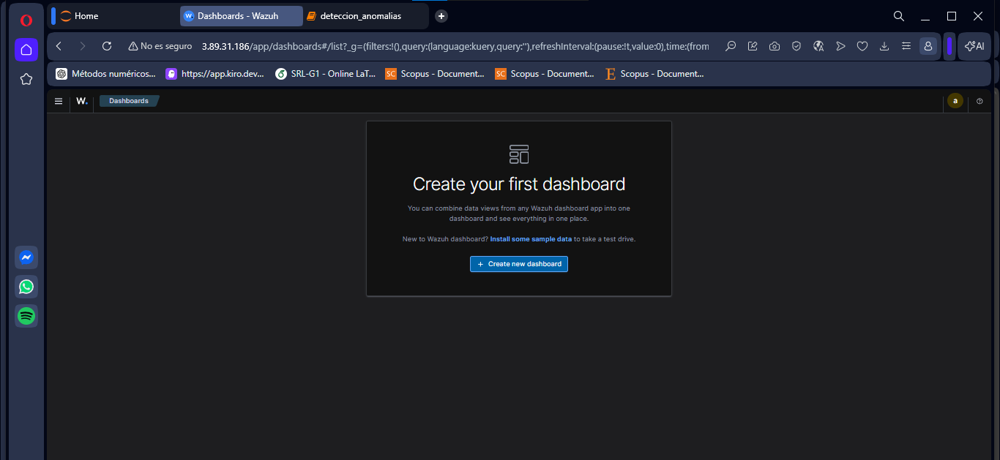 Home
Dashboards - Wazuh
deteccion_anomalias
No es seguro
3.89.31.186/app/dashboards#/list?_g=(filters:!(),query:(language:kuery,query:''),refreshInterval:(pause:!t,value:0),time:(from
AI
Métodos numéricos...
https://app.kiro.dev...
SRL-G1 - Online LaT...
SC
Scopus - Document...
SC
Scopus - Document...
E
Scopus - Document...
W.
Dashboards
a
Create your first dashboard
You can combine data views from any Wazuh dashboard app into one
dashboard and see everything in one place.
New to Wazuh dashboard? Install some sample data to take a test drive.
+ Create new dashboard